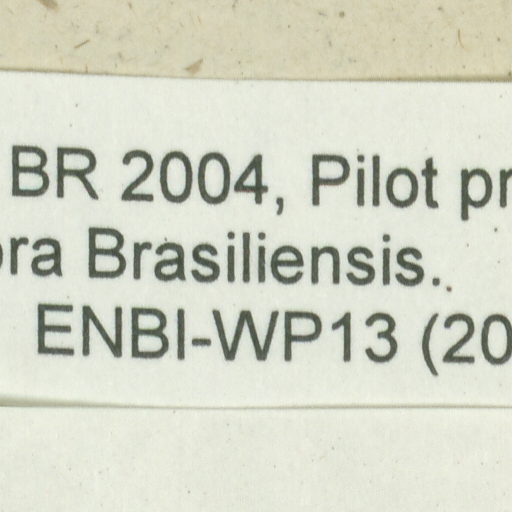 BR 2004, Pilot pr
ora Brasiliensis..
ENBI-WP13 (20